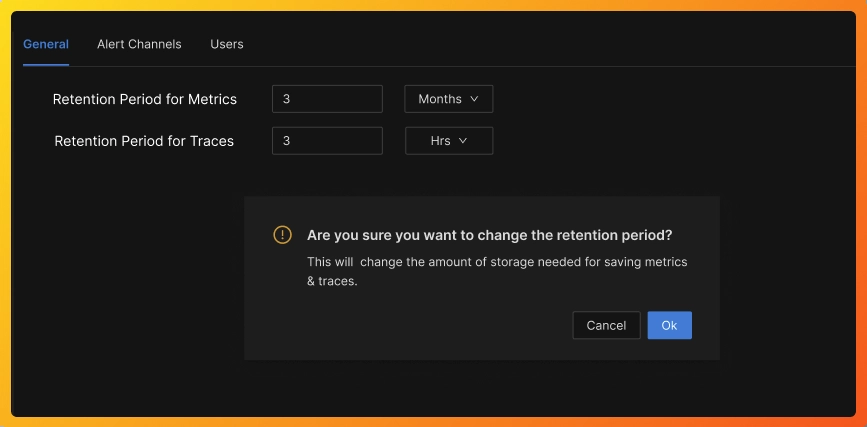 General Alert Channels Users
Retention Period for Metrics 3 Months
Retention Period for Traces 3 Hrs
Are you sure you want to change the retention period?
This will  change the amount of storage needed for saving metrics
& traces.
Cancel Ok